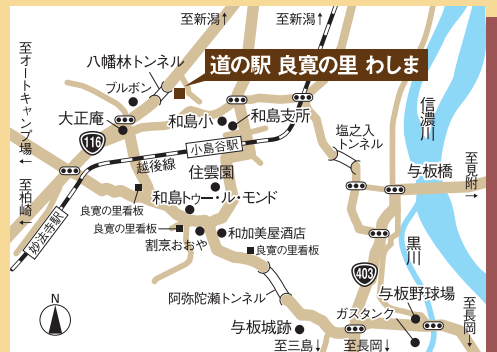 至新潟↑
至新潟↑
至オートキャンプ場←
八幡林トンネル
道の駅 良寛の里 わしま
ブルボン
大正庵
和島小
和島支所
信濃川
116
塩之入
トンネル
小島谷駅
越後線
与板橋
至見附→
住雲園
至柏崎←
良寛の里看板
和島トゥー・ル・モンド
妙法寺駅
良寛の里看板
和加美屋酒店
割烹おおや
良寛の里看板
黒川
403
N
阿弥陀瀬トンネル
与板野球場
ガスタンク
至長岡→
与板城跡
至三島↓
至長岡↓